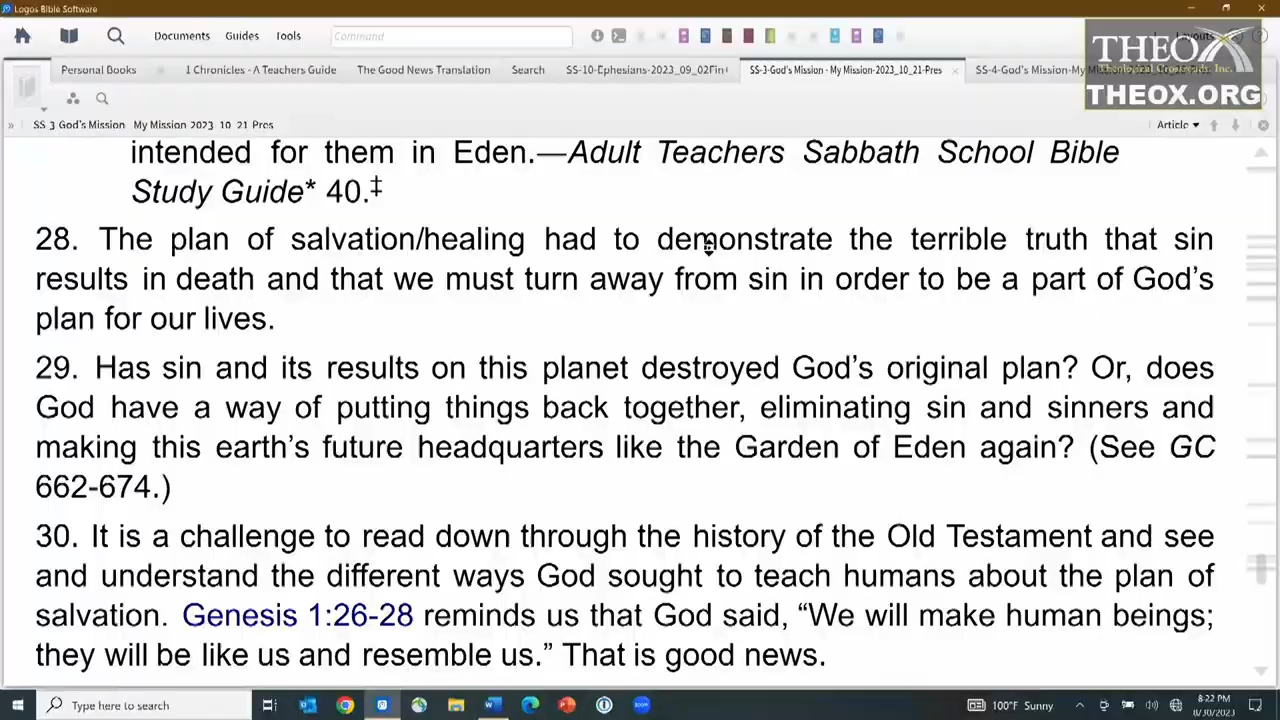 Logos Bible Software
Documents Guides Tools Command Layouts
THEOX
Theological Crossroads, Inc.
THEOX.ORG
Personal Books 1 Chronicles - A Teachers Guide The Good News Version Search SS-10-Ephesians-2023_09_02Fin SS-3-God's Mission - My Mission-2023_10_21-Pres SS-4-God's Mission-My
» SS 3 God's Mission My Mission 2023 10 21 Pres Article
intended for them in Eden.—Adult Teachers Sabbath School Bible
Study Guide* 40.‡
28. The plan of salvation/healing had to demonstrate the terrible truth that sin
results in death and that we must turn away from sin in order to be a part of God’s
plan for our lives.
29. Has sin and its results on this planet destroyed God’s original plan? Or, does
God have a way of putting things back together, eliminating sin and sinners and
making this earth’s future headquarters like the Garden of Eden again? (See GC
662-674.)
30. It is a challenge to read down through the history of the Old Testament and see
and understand the different ways God sought to teach humans about the plan of
salvation. Genesis 1:26-28 reminds us that God said, “We will make human beings;
they will be like us and resemble us.” That is good news.
Type here to search 100°F Sunny 8:22 PM
8/30/2023